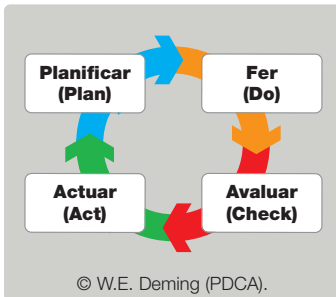 Planificar
(Plan)
Fer
(Do)
Actuar
(Act)
Avaluar
(Check)
© W.E. Deming (PDCA).